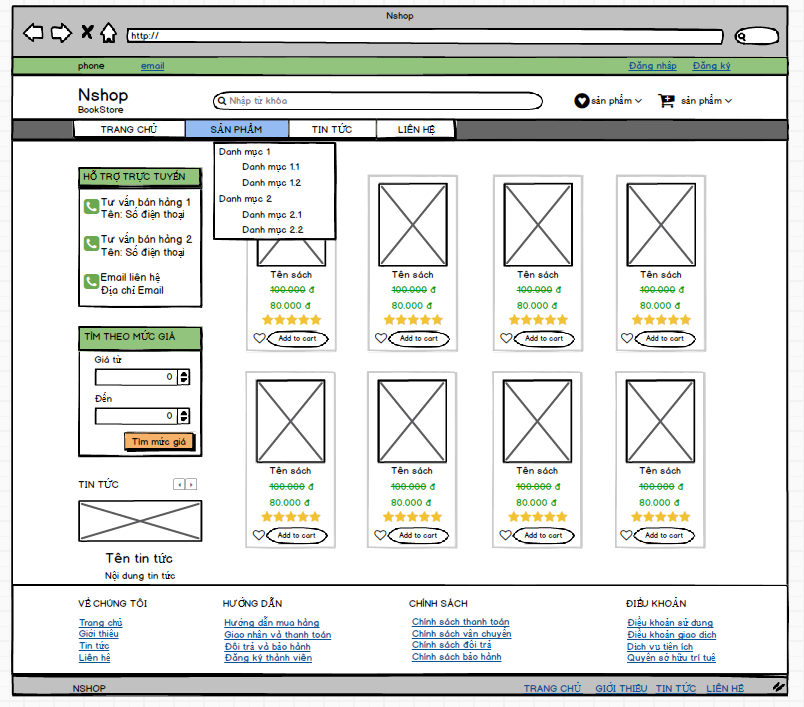 Nshop
http://
phone email Đăng nhập Đăng ký
Nshop
BookStore
Nhập từ khóa
sản phẩm
sản phẩm
TRANG CHỦ SẢN PHẨM TIN TỨC LIÊN HỆ
Danh mục 1
Danh mục 1.1
Danh mục 1.2
Danh mục 2
Danh mục 2.1
Danh mục 2.2
HỖ TRỢ TRỰC TUYẾN
Tư vấn bán hàng 1
Tên: Số điện thoại
Tư vấn bán hàng 2
Tên: Số điện thoại
Email liên hệ
Địa chỉ Email
TÌM THEO MỨC GIÁ
Giá từ
0
Đến
0
Tìm mức giá
TIN TỨC
Tên tin tức
Nội dung tin tức
Tên sách Tên sách Tên sách Tên sách
100.000 đ 100.000 đ 100.000 đ 100.000 đ
80.000 đ 80.000 đ 80.000 đ 80.000 đ
Add to cart Add to cart Add to cart Add to cart
Tên sách Tên sách Tên sách Tên sách
100.000 đ 100.000 đ 100.000 đ 100.000 đ
80.000 đ 80.000 đ 80.000 đ 80.000 đ
Add to cart Add to cart Add to cart Add to cart
VỀ CHÚNG TÔI
Trang chủ
Giới thiệu
Tin tức
Liên hệ
HƯỚNG DẪN
Hướng dẫn mua hàng
Giao nhận và thanh toán
Đổi trả và bảo hành
Đăng ký thành viên
CHÍNH SÁCH
Chính sách thanh toán
Chính sách vận chuyển
Chính sách đổi trả
Chính sách bảo hành
ĐIỀU KHOẢN
Điều khoản sử dụng
Điều khoản giao dịch
Dịch vụ tiện ích
Quyền sở hữu trí tuệ
NSHOP TRANG CHỦ GIỚI THIỆU TIN TỨC LIÊN HỆ